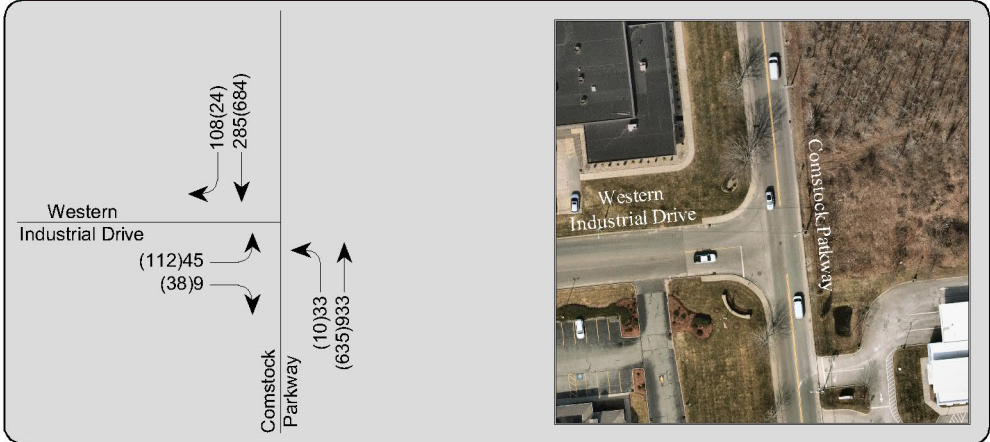 108(24)
285(684)
Western
Industrial Drive
(112)45
(38)9
(10)33
(635)933
Comstock
Parkway
Western
Industrial Drive
Comstock Patkway